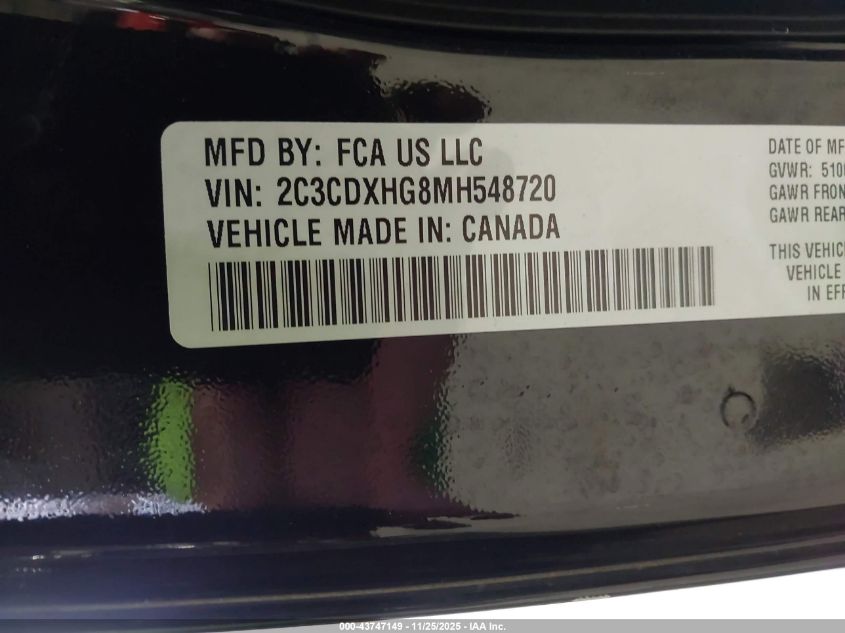 MFD BY: FCA US LLC
VIN: 2C3CDXHG8MH548720
VEHICLE MADE IN: CANADA
DATE OF MF
GVWR: 510
GAWR FRON
GAWR REAR
THIS VEHIC
VEHICLE
IN EFF
000-43747149 - 11/25/2025 - IAA Inc.